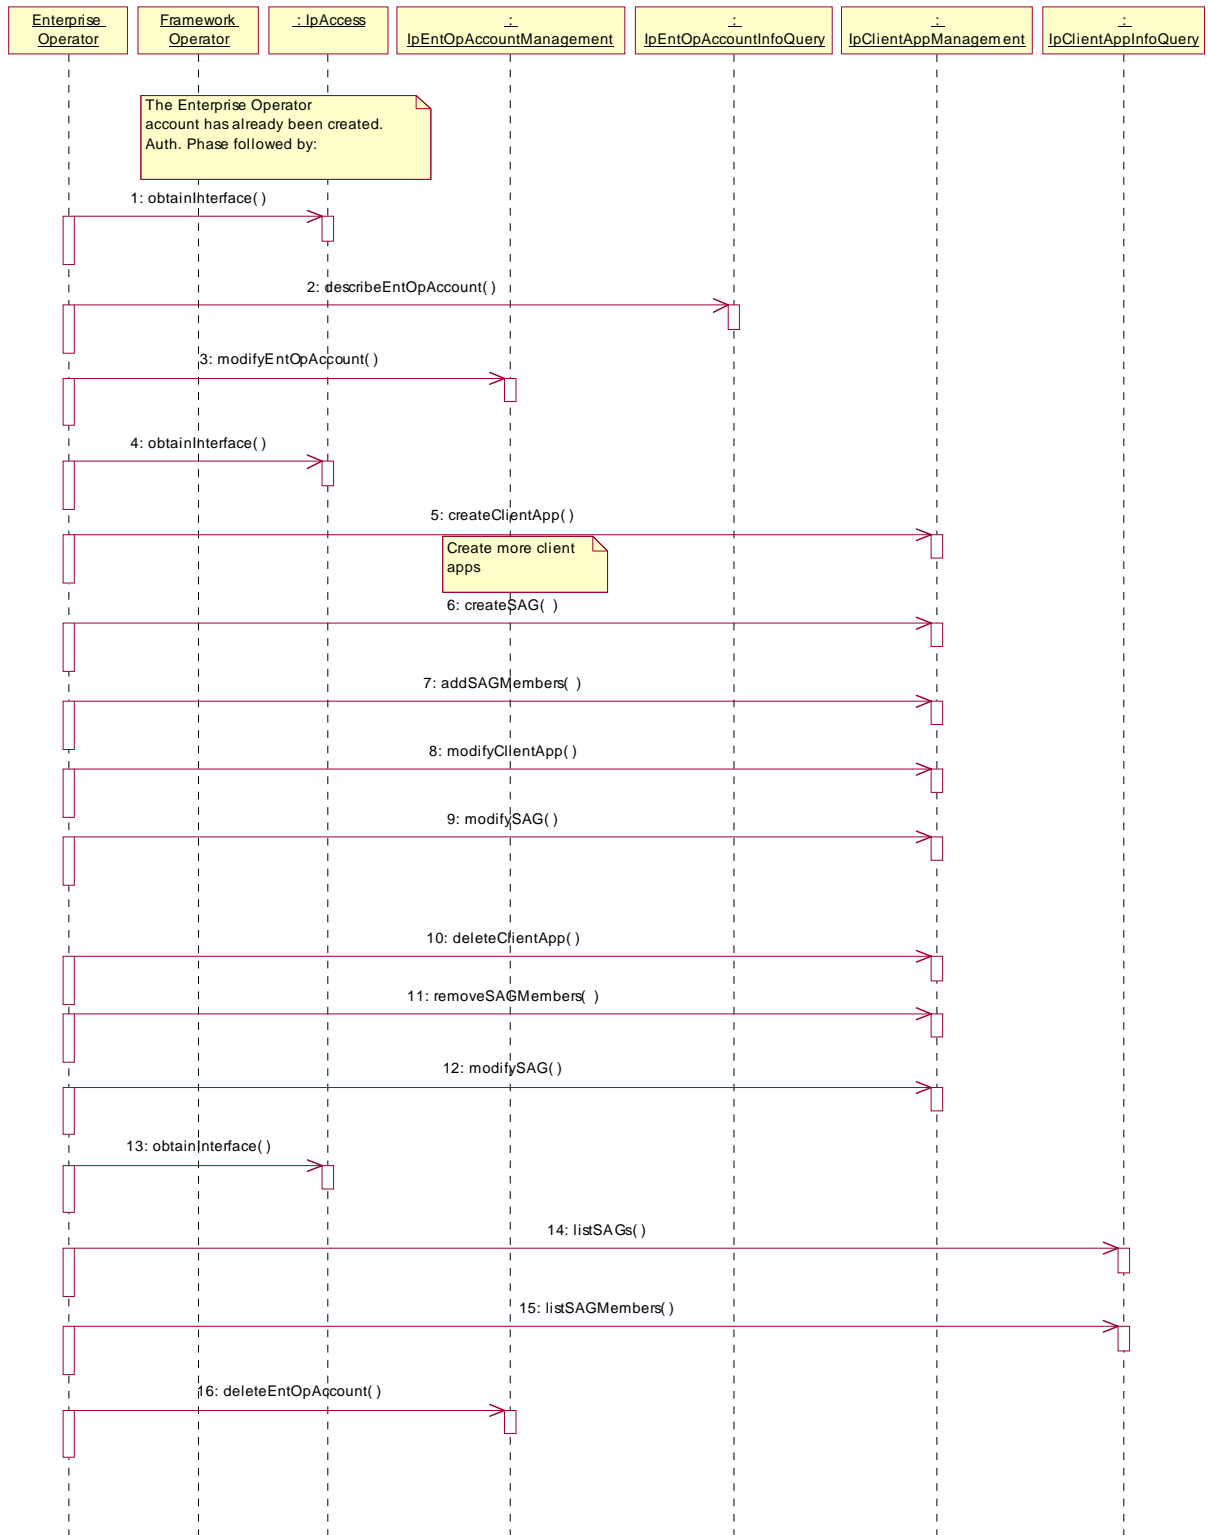 Enterprise
Operator
Framework
Operator
: IpAccess
:
IpEntOpAccountManagement
:
IpEntOpAccountInfoQuery
:
IpClientAppManagement
:
IpClientAppInfoQuery
The Enterprise Operator
account has already been created.
Auth. Phase followed by:
1: obtainInterface( )
2: describeEntOpAccount( )
3: modifyEntOpAccount( )
4: obtainInterface( )
5: createClientApp( )
Create more client
apps
6: createSAG(  )
7: addSAGMembers(  )
8: modifyClientApp( )
9: modifySAG( )
10: deleteClientApp( )
11: removeSAGMembers(  )
12: modifySAG( )
13: obtainInterface( )
14: listSAGs( )
15: listSAGMembers( )
16: deleteEntOpAccount( )